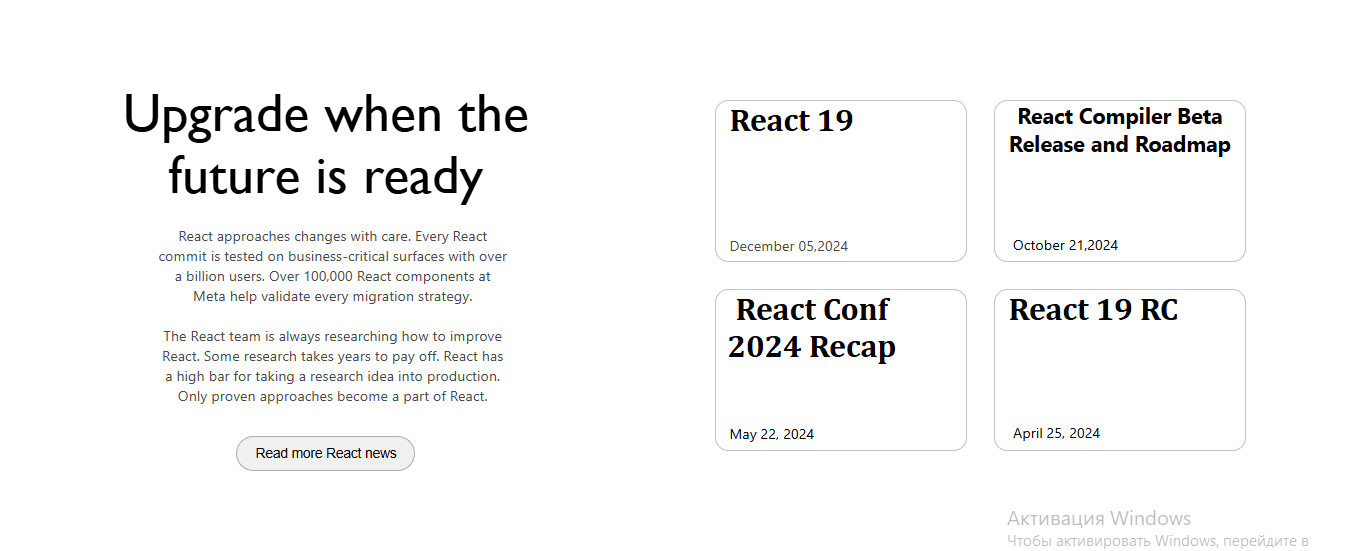 Upgrade when the
future is ready
React approaches changes with care. Every React
commit is tested on business-critical surfaces with over
a billion users. Over 100,000 React components at
Meta help validate every migration strategy.
The React team is always researching how to improve
React. Some research takes years to pay off. React has
a high bar for taking a research idea into production.
Only proven approaches become a part of React.
Read more React news
React 19
December 05,2024
React Compiler Beta
Release and Roadmap
October 21,2024
React Conf
2024 Recap
May 22, 2024
React 19 RC
April 25, 2024
Активация Windows
Чтобы активировать Windows, перейдите в